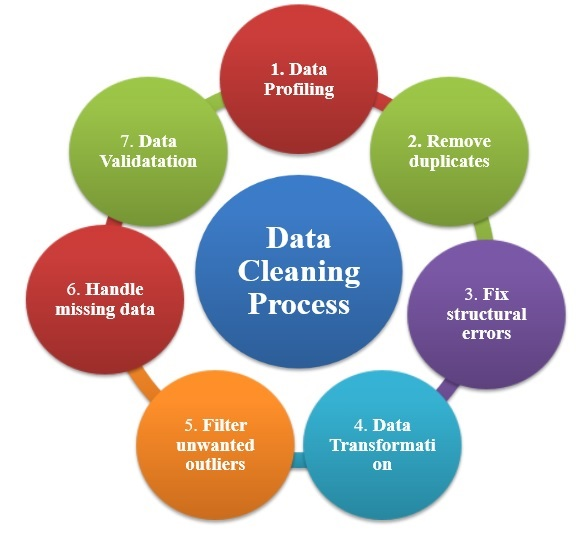 1. Data
Profiling
2. Remove
duplicates
3. Fix
structural
errors
4. Data
Transformati
on
5. Filter
unwanted
outliers
6. Handle
missing data
7. Data
Validatation
Data
Cleaning
Process